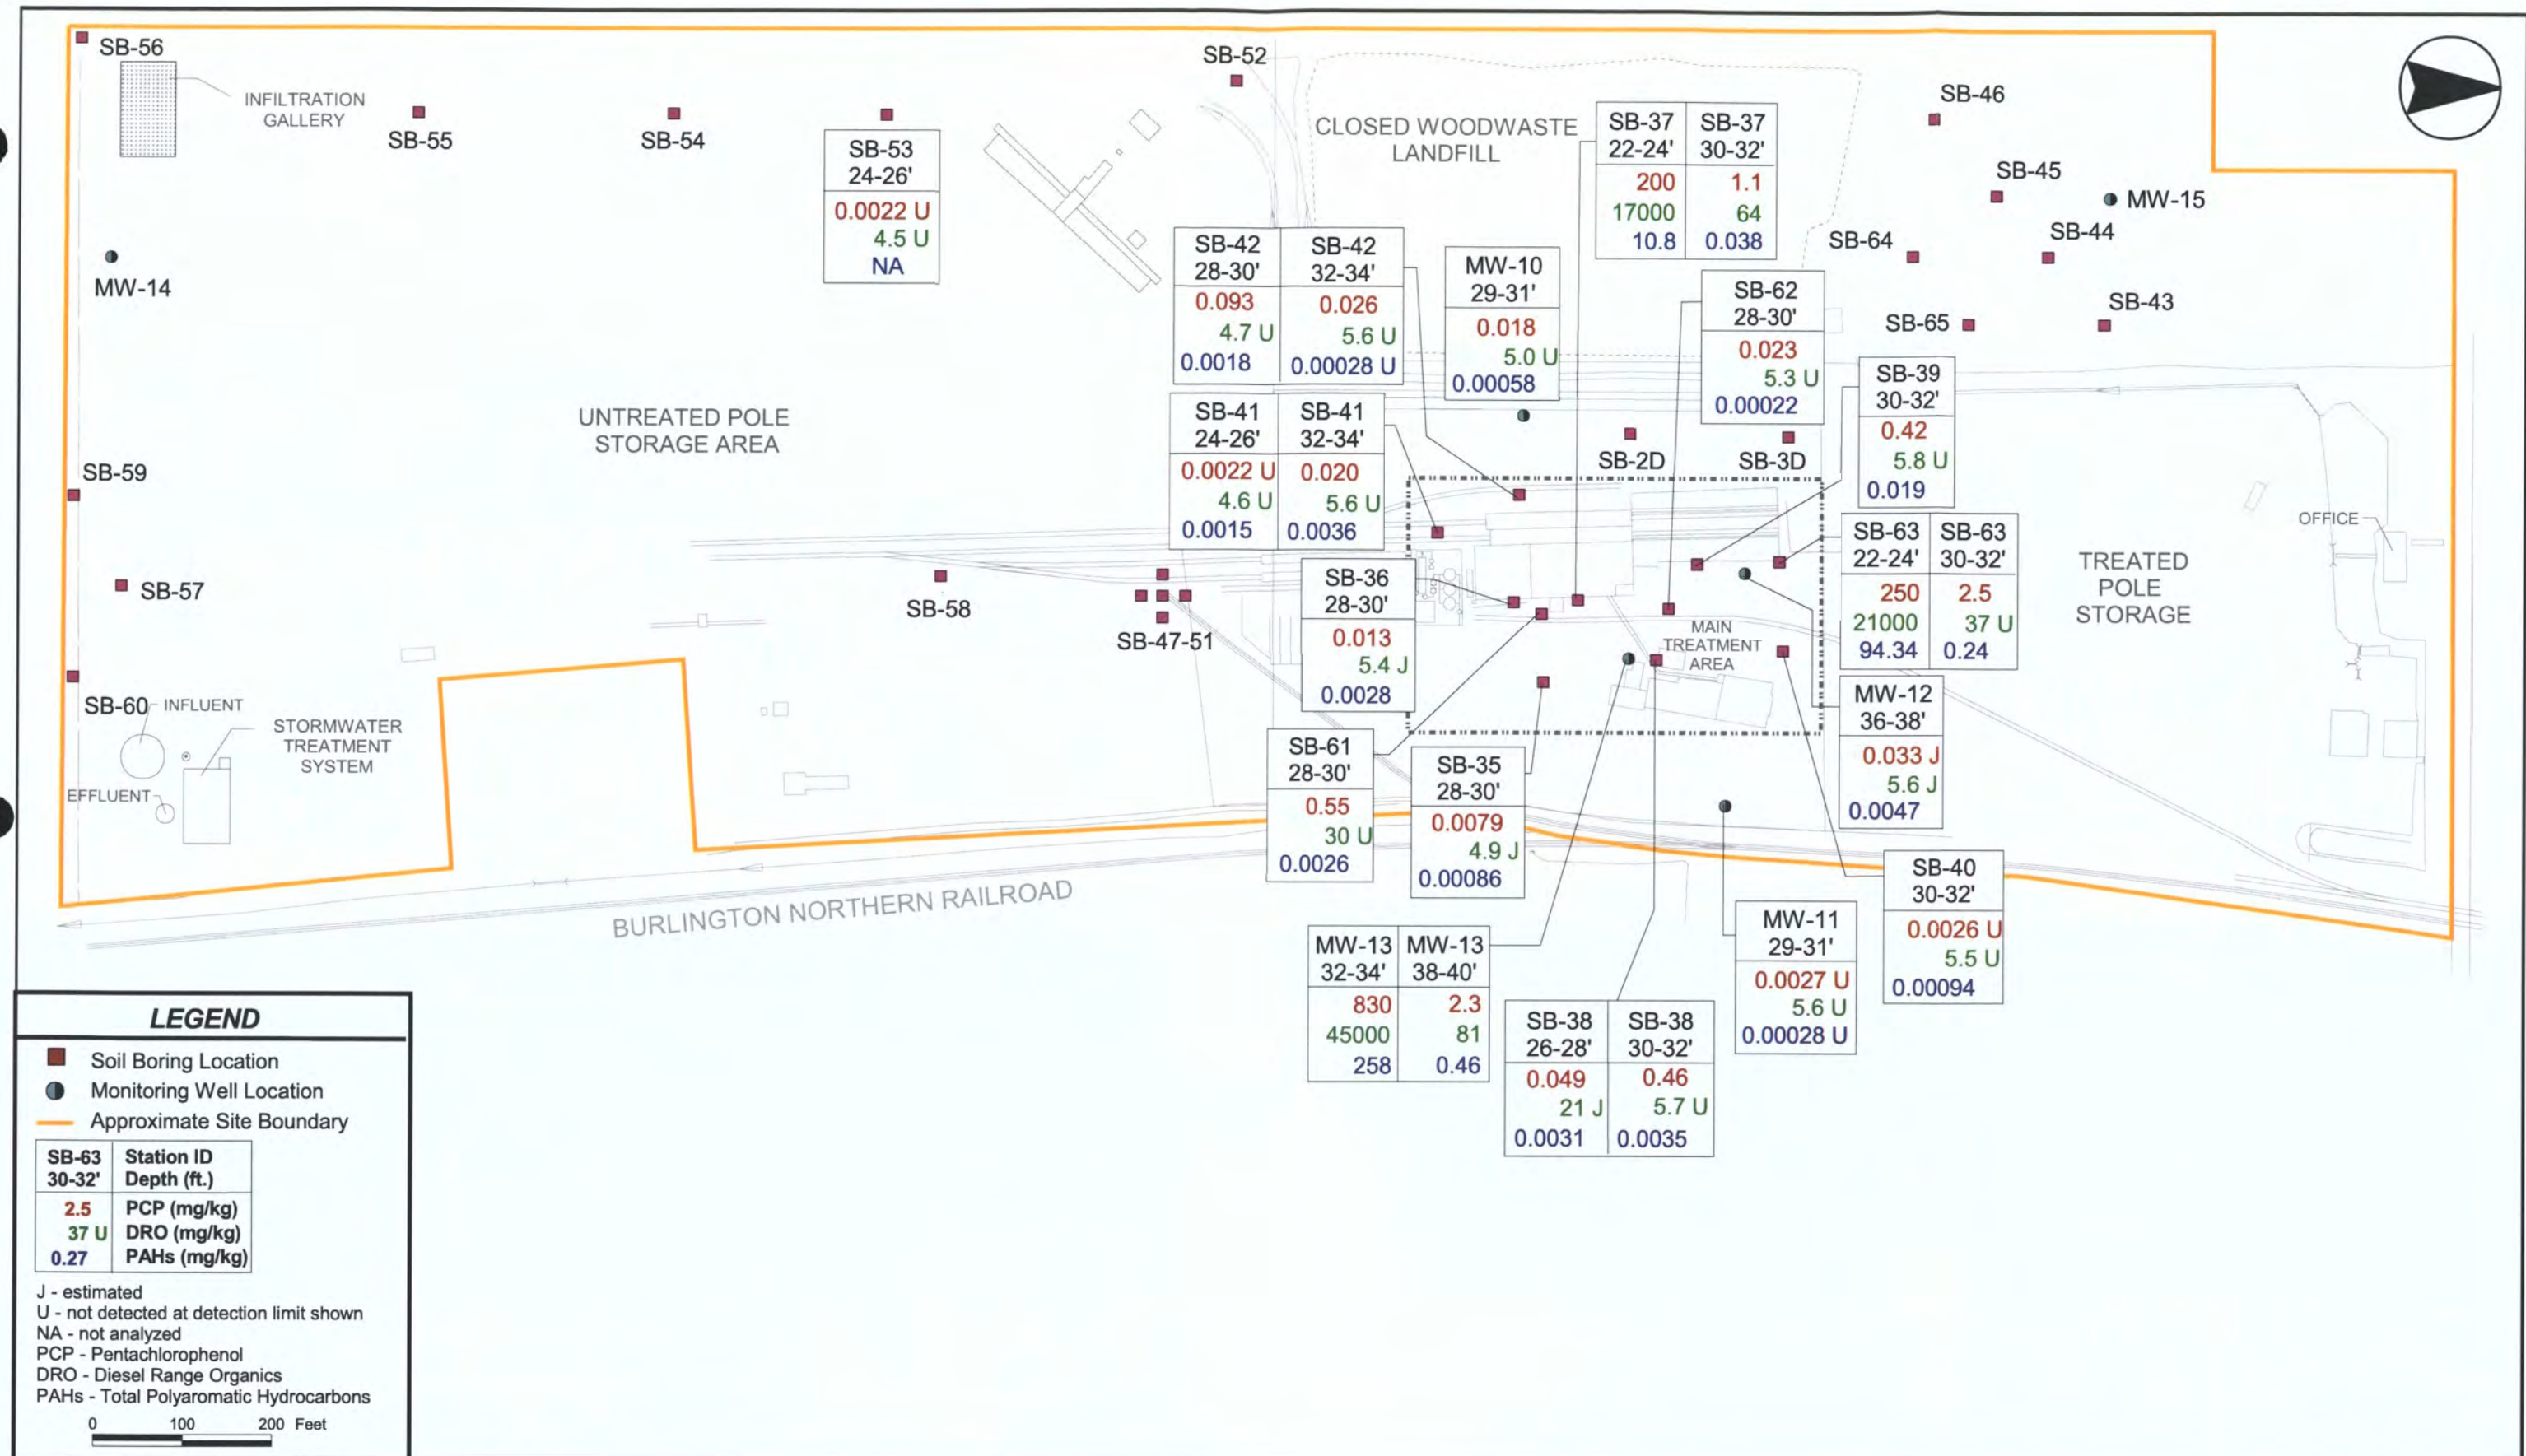 SB-56
INFILTRATION
GALLERY
SB-55
SB-54
SB-53
24-26'
0.0022 U
4.5 U
NA
SB-52
CLOSED WOODWASTE
LANDFILL
SB-37 SB-37
22-24' 30-32'
200 1.1
17000 64
10.8 0.038
SB-46
SB-45
MW-15
SB-44
SB-64
SB-43
SB-65
MW-14
SB-42 SB-42
28-30' 32-34'
0.093 0.026
4.7 U 5.6 U
0.0018 0.00028 U
MW-10
29-31'
0.018
5.0 U
0.00058
SB-62
28-30'
0.023
5.3 U
0.00022
SB-39
30-32'
0.42
5.8 U
0.019
UNTREATED POLE
STORAGE AREA
SB-41 SB-41
24-26' 32-34'
0.0022 U 0.020
4.6 U 5.6 U
0.0015 0.0036
SB-2D
SB-3D
SB-59
SB-57
SB-58
SB-47-51
SB-36
28-30'
0.013
5.4 J
0.0028
SB-63 SB-63
22-24' 30-32'
250 2.5
21000 37 U
94.34 0.24
TREATED
POLE
STORAGE
OFFICE
MAIN
TREATMENT
AREA
SB-60
INFLUENT
STORMWATER
TREATMENT
SYSTEM
EFFLUENT
MW-12
36-38'
0.033 J
5.6 J
0.0047
SB-61
28-30'
0.55
30 U
0.0026
SB-35
28-30'
0.0079
4.9 J
0.00086
SB-40
30-32'
0.0026 U
5.5 U
0.00094
BURLINGTON NORTHERN RAILROAD
MW-13 MW-13
32-34' 38-40'
830 2.3
45000 81
258 0.46
SB-38 SB-38
26-28' 30-32'
0.049 0.46
21 J 5.7 U
0.0031 0.0035
MW-11
29-31'
0.0027 U
5.6 U
0.00028 U
LEGEND
Soil Boring Location
Monitoring Well Location
Approximate Site Boundary
SB-63 Station ID
30-32' Depth (ft.)
2.5 PCP (mg/kg)
37 U DRO (mg/kg)
0.27 PAHs (mg/kg)
J - estimated
U - not detected at detection limit shown
NA - not analyzed
PCP - Pentachlorophenol
DRO - Diesel Range Organics
PAHs - Total Polyaromatic Hydrocarbons
0 100 200 Feet